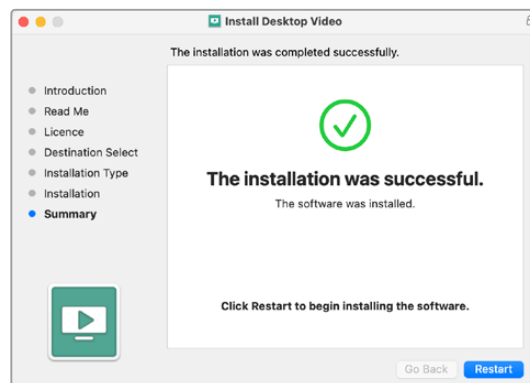 Install Desktop Video
The installation was completed successfully.
Introduction
Read Me
Licence
Destination Select
Installation Type
Installation
Summary
The installation was successful.
The software was installed.
Click Restart to begin installing the software.
Go Back
Restart